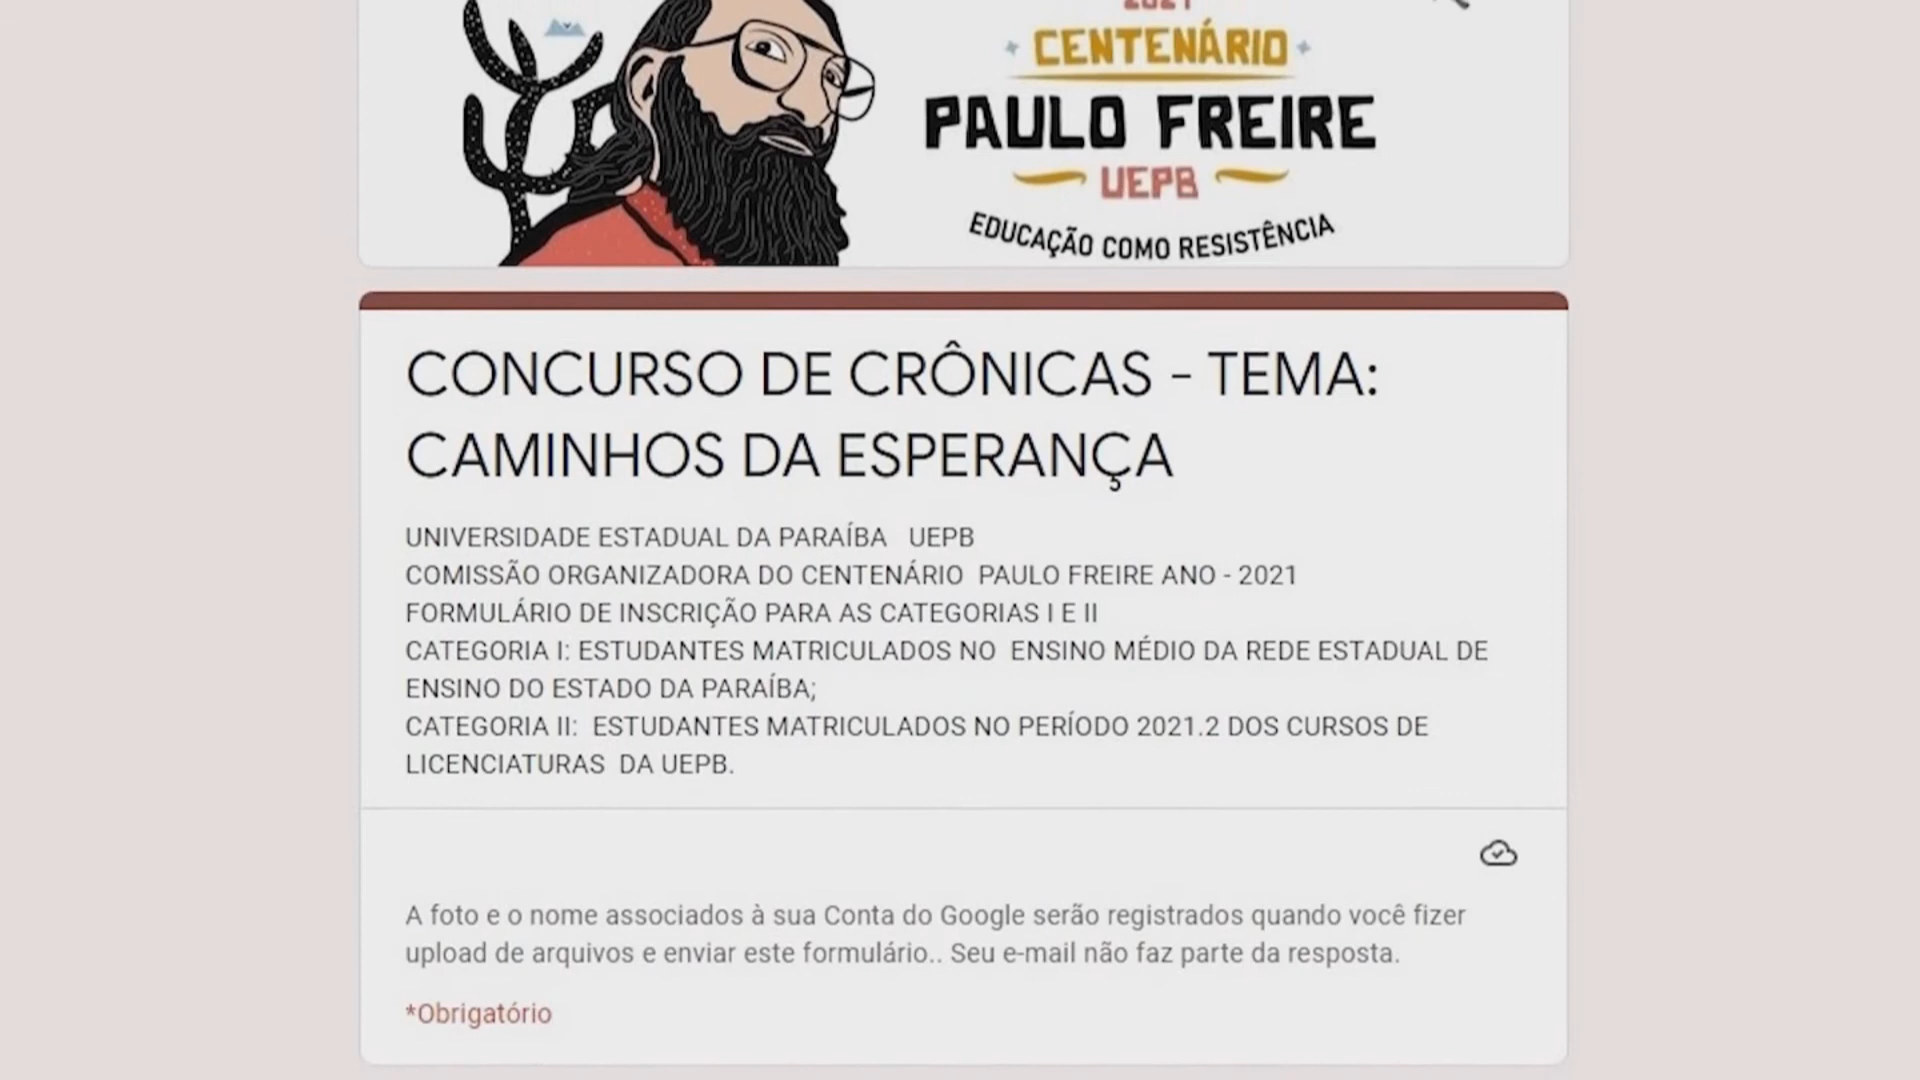 2021
CENTENÁRIO
PAULO FREIRE
UEPB
EDUCAÇÃO COMO RESISTÊNCIA
CONCURSO DE CRÔNICAS - TEMA:
CAMINHOS DA ESPERANÇA
UNIVERSIDADE ESTADUAL DA PARAÍBA UEPB
COMISSÃO ORGANIZADORA DO CENTENÁRIO PAULO FREIRE ANO - 2021
FORMULÁRIO DE INSCRIÇÃO PARA AS CATEGORIAS I E II
CATEGORIA I: ESTUDANTES MATRICULADOS NO ENSINO MÉDIO DA REDE ESTADUAL DE
ENSINO DO ESTADO DA PARAÍBA;
CATEGORIA II: ESTUDANTES MATRICULADOS NO PERÍODO 2021.2 DOS CURSOS DE
LICENCIATURAS DA UEPB.
A foto e o nome associados à sua Conta do Google serão registrados quando você fizer
upload de arquivos e enviar este formulário.. Seu e-mail não faz parte da resposta.
*Obrigatório